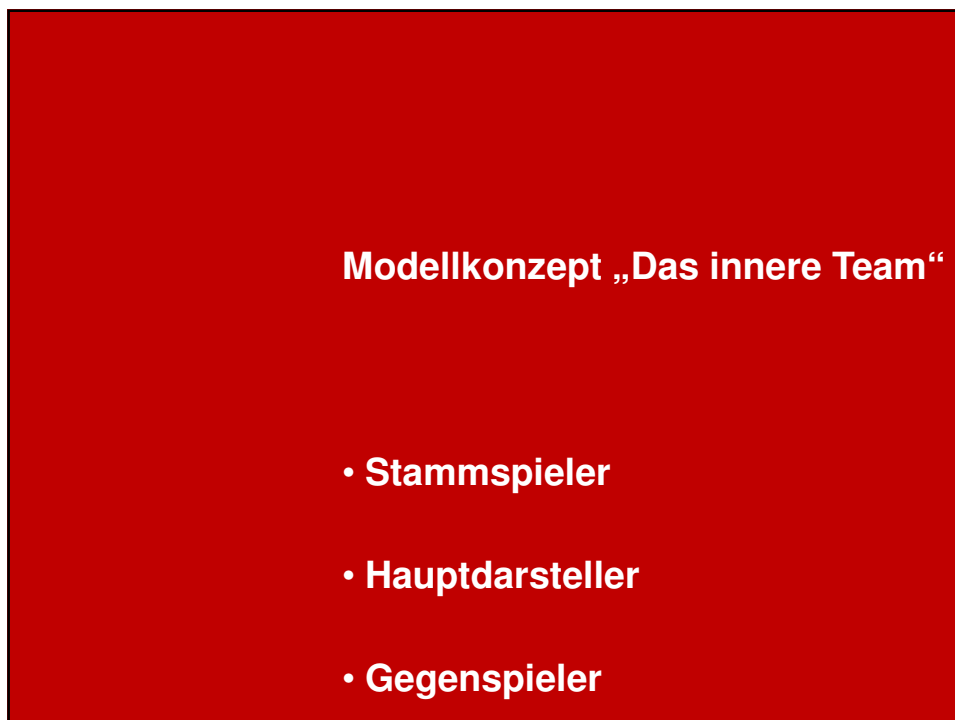 Modellkonzept „Das innere Team“
• Stammspieler
• Hauptdarsteller
• Gegenspieler